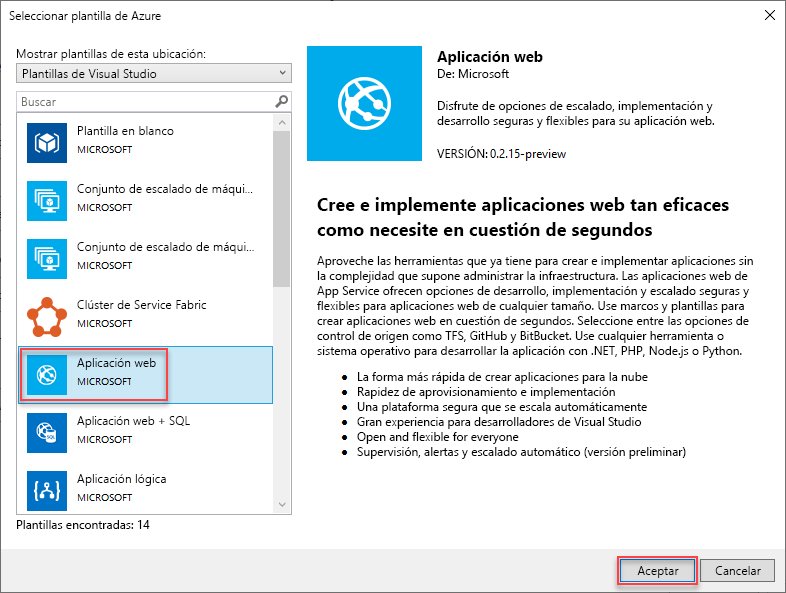 Seleccionar plantilla de Azure
Mostrar plantillas de esta ubicación:
Plantillas de Visual Studio
Buscar
Plantilla en blanco
MICROSOFT
Conjunto de escalado de máqui...
MICROSOFT
Conjunto de escalado de máqui...
MICROSOFT
Clúster de Service Fabric
MICROSOFT
Aplicación web
MICROSOFT
Aplicación web + SQL
MICROSOFT
Aplicación lógica
MICROSOFT
Plantillas encontradas: 14
Aplicación web
De: Microsoft
Disfrute de opciones de escalado, implementación y
desarrollo seguras y flexibles para su aplicación web.
VERSIÓN: 0.2.15-preview
Cree e implemente aplicaciones web tan eficaces
como necesite en cuestión de segundos
Aproveche las herramientas que ya tiene para crear e implementar aplicaciones sin
la complejidad que supone administrar la infraestructura. Las aplicaciones web de
App Service ofrecen opciones de desarrollo, implementación y escalado seguras y
flexibles para aplicaciones web de cualquier tamaño. Use marcos y plantillas para
crear aplicaciones web en cuestión de segundos. Seleccione entre las opciones de
control de origen como TFS, GitHub y BitBucket. Use cualquier herramienta o
sistema operativo para desarrollar la aplicación con .NET, PHP, Node.js o Python.
• La forma más rápida de crear aplicaciones para la nube
• Rapidez de aprovisionamiento e implementación
• Una plataforma segura que se escala automáticamente
• Gran experiencia para desarrolladores de Visual Studio
• Open and flexible for everyone
• Supervisión, alertas y escalado automático (versión preliminar)
Aceptar
Cancelar